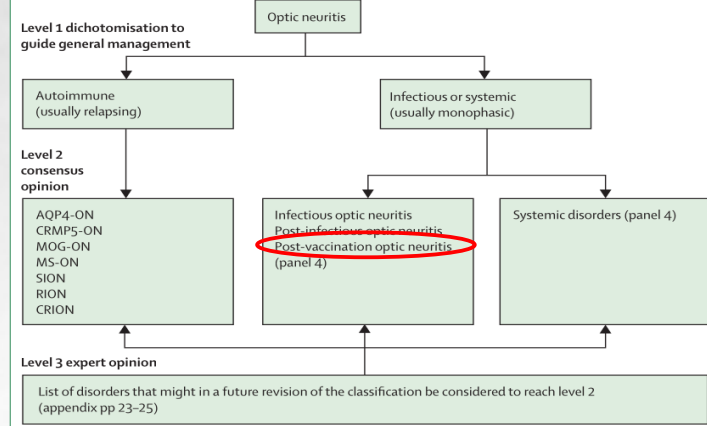 Level 1 dichotomisation to
guide general management
Optic neuritis
Autoimmune
(usually relapsing)
Infectious or systemic
(usually monophasic)
Level 2
consensus
opinion
AQP4-ON
CRMP5-ON
MOG-ON
MS-ON
SION
RION
CRION
Infectious optic neuritis
Post-infectious optic neuritis
Post-vaccination optic neuritis
(panel 4)
Systemic disorders (panel 4)
Level 3 expert opinion
List of disorders that might in a future revision of the classification be considered to reach level 2
(appendix pp 23–25)